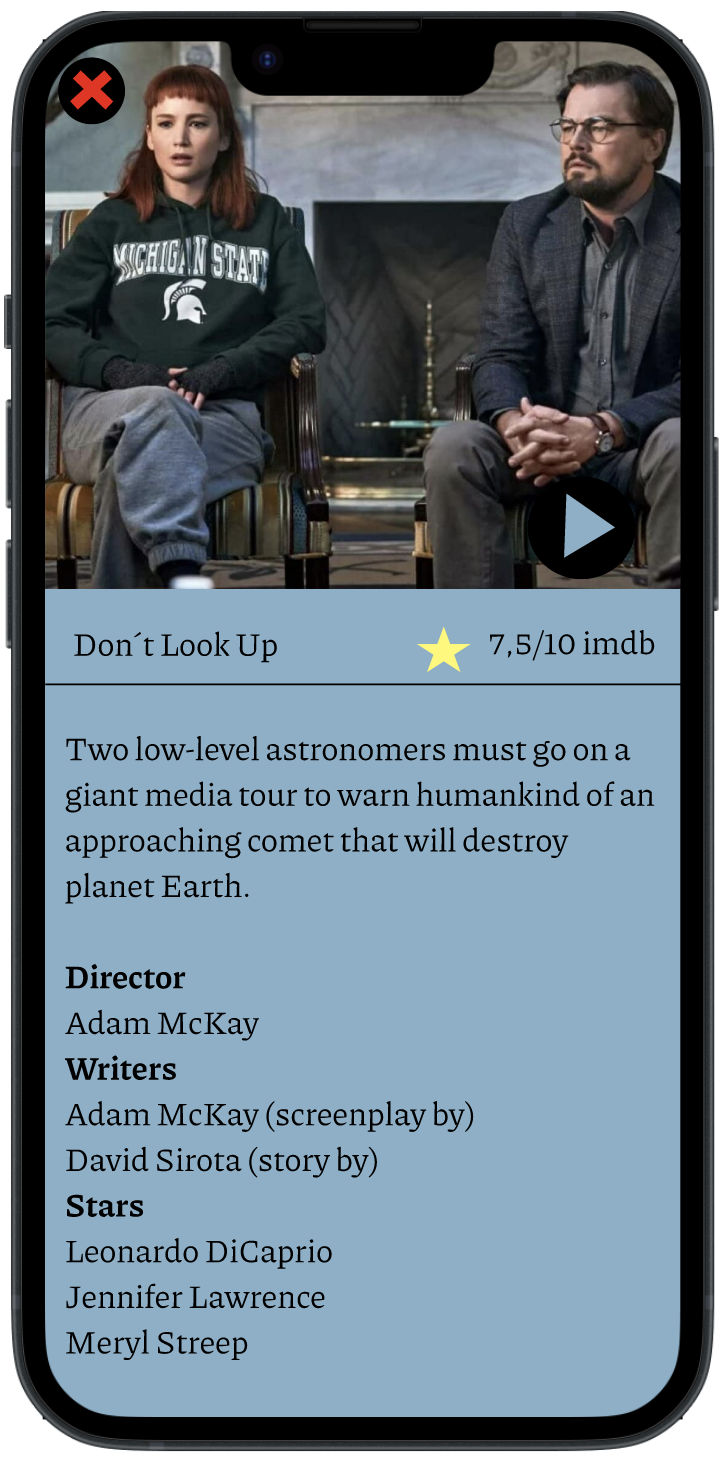 MICHIGAN STATE
Don´t Look Up
7,5/10 imdb
Two low-level astronomers must go on a
giant media tour to warn humankind of an
approaching comet that will destroy
planet Earth.
Director
Adam McKay
Writers
Adam McKay (screenplay by)
David Sirota (story by)
Stars
Leonardo DiCaprio
Jennifer Lawrence
Meryl Streep